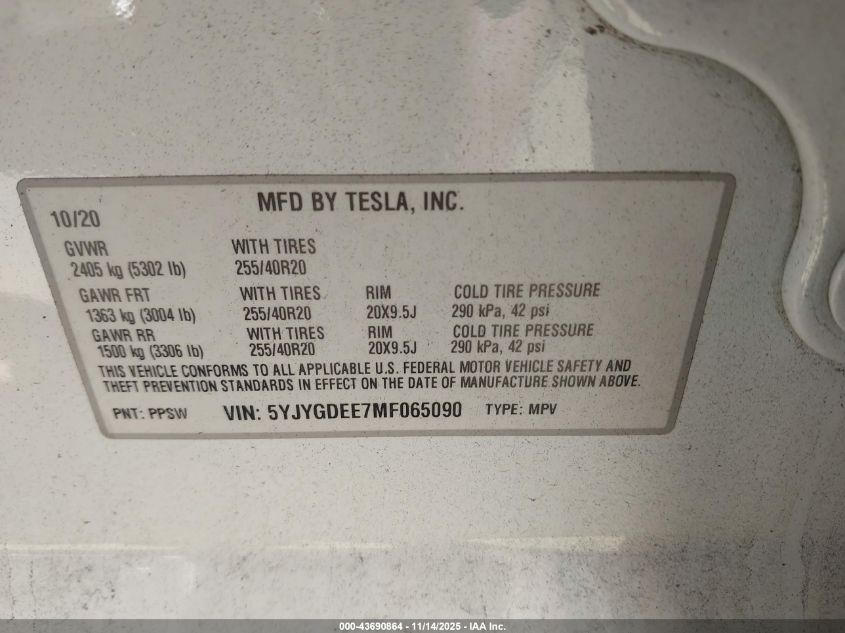 MFD BY TESLA, INC.
10/20
GVWR WITH TIRES
2405 kg (5302 lb) 255/40R20
GAWR FRT WITH TIRES RIM COLD TIRE PRESSURE
1363 kg (3004 lb) 255/40R20 20X9.5J 290 kPa, 42 psi
GAWR RR WITH TIRES RIM COLD TIRE PRESSURE
1500 kg (3306 lb) 255/40R20 20X9.5J 290 kPa, 42 psi
THIS VEHICLE CONFORMS TO ALL APPLICABLE U.S. FEDERAL MOTOR VEHICLE SAFETY AND
THEFT PREVENTION STANDARDS IN EFFECT ON THE DATE OF MANUFACTURE SHOWN ABOVE.
PNT: PPSW VIN: 5YJYGDEE7MF065090 TYPE: MPV
000-43690864 - 11/14/2025 - IAA Inc.